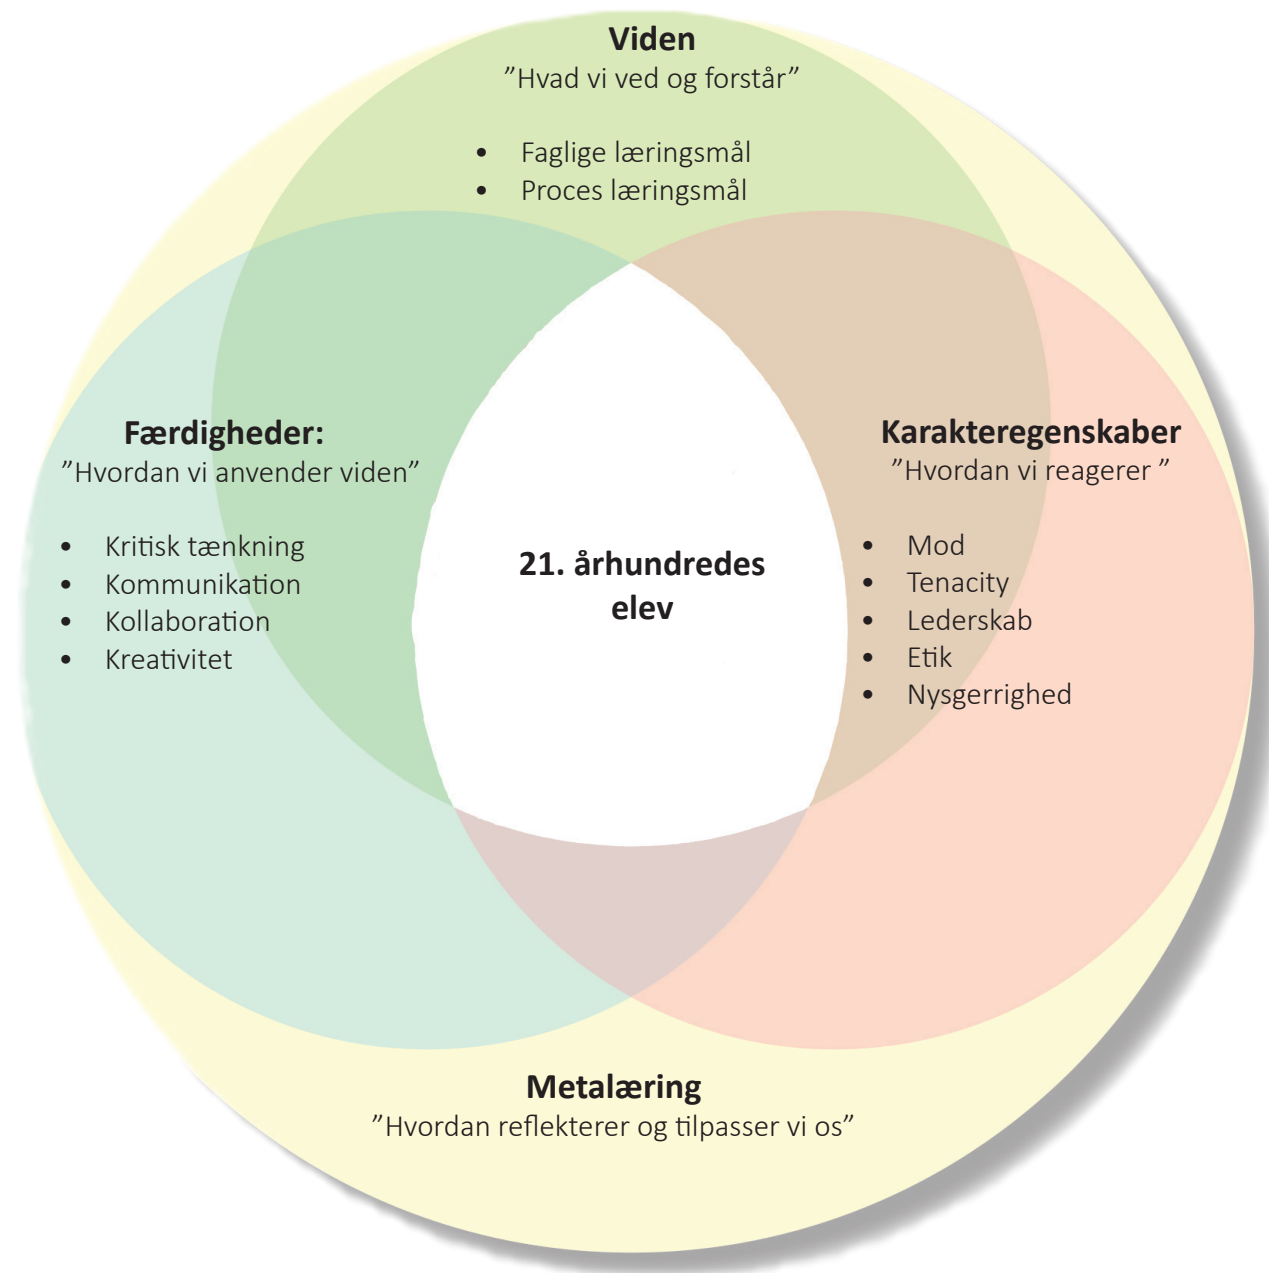 Viden
”Hvad vi ved og forstår”
• Faglige læringsmål
• Proces læringsmål
Færdigheder:
”Hvordan vi anvender viden”
• Kritisk tænkning
• Kommunikation
• Kollaboration
• Kreativitet
21. århundredes
elev
Karakteregenskaber
”Hvordan vi reagerer ”
• Mod
• Tenacity
• Lederskab
• Etik
• Nysgerrighed
Metalæring
”Hvordan reflekterer og tilpasser vi os”